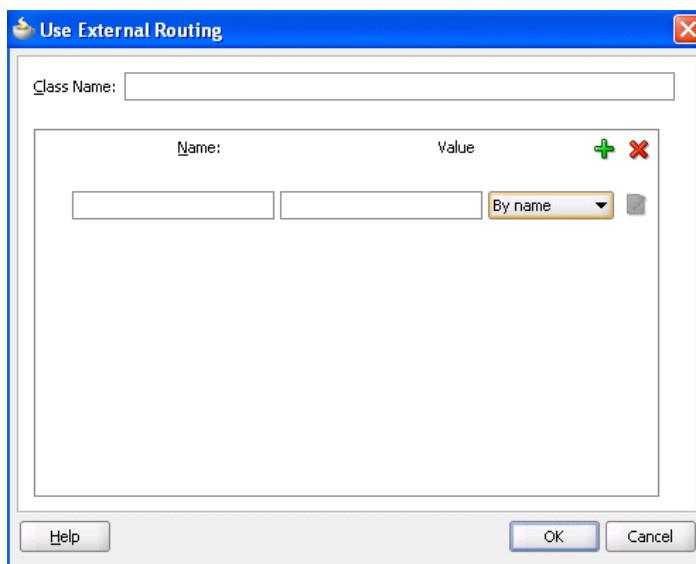 Use External Routing
Class Name:
Name: Value
By name
Help OK Cancel